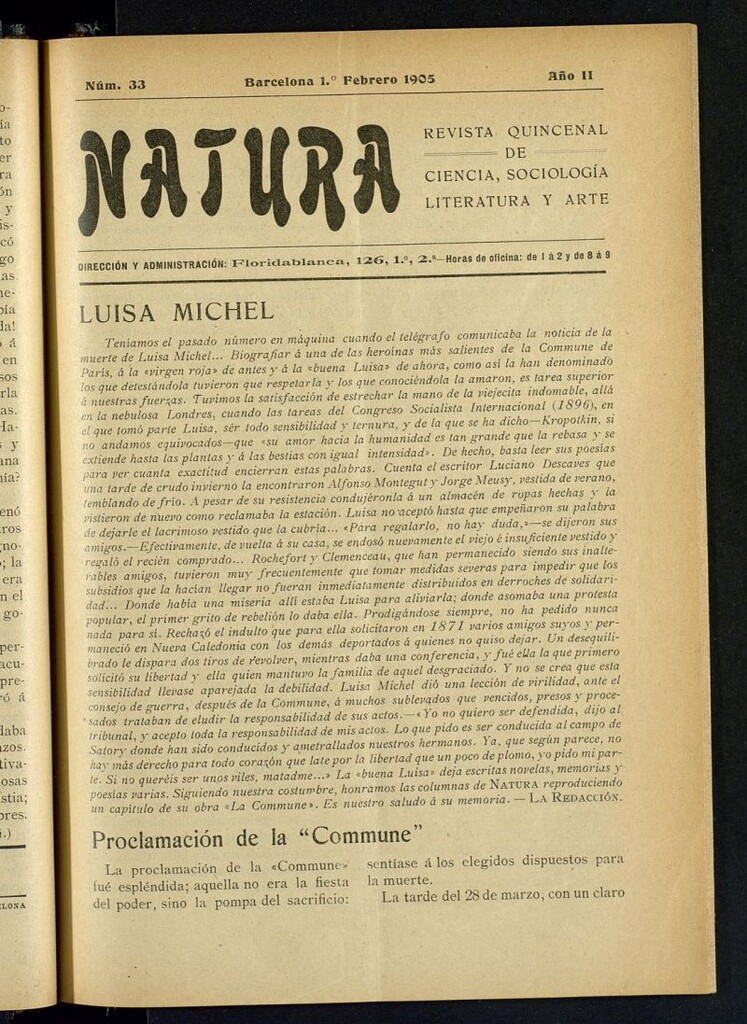 Núm. 33
Barcelona 1.º Febrero 1905
Año II
NATURA
REVISTA QUINCENAL
DE
CIENCIA, SOCIOLOGÍA
LITERATURA Y ARTE
DIRECCIÓN Y ADMINISTRACIÓN: Floridablanca, 126, 1.º, 2.ª—Horas de oficina: de 1 á 2 y de 8 á 9
LUISA MICHEL
Teníamos el pasado número en máquina cuando el telégrafo comunicaba la noticia de la
muerte de Luisa Michel... Biografiar á una de las heroinas más salientes de la Commune de
París, á la «virgen roja» de antes y á la «buena Luisa» de ahora, como así la han denominado
los que detestándola tuvieron que respetarla y los que conociéndola la amaron, es tarea superior
á nuestras fuerzas. Tuvimos la satisfacción de estrechar la mano de la viejecita indomable, allá
en la nebulosa Londres, cuando las tareas del Congreso Socialista Internacional (1896), en
el que tomó parte Luisa, sér todo sensibilidad y ternura, y de la que se ha dicho—Kropotkin, si
no andamos equivocados—que «su amor hacia la humanidad es tan grande que la rebasa y se
extiende hasta las plantas y á las bestias con igual intensidad». De hecho, basta leer sus poesías
para ver cuanta exactitud encierran estas palabras. Cuenta el escritor Luciano Descaves que
una tarde de crudo invierno la encontraron Alfonso Montegut y Jorge Meusy, vestida de verano,
temblando de frío. A pesar de su resistencia condujéronla á un almacén de ropas hechas y la
vistieron de nuevo como reclamaba la estación. Luisa no aceptó hasta que empeñaron su palabra
de dejarle el lacrimoso vestido que la cubría... «Para regalarlo, no hay duda,»—se dijeron sus
amigos.—Efectivamente, de vuelta á su casa, se endosó nuevamente el viejo é insuficiente vestido y
regaló el recién comprado... Rochefort y Clemenceau, que han permanecido siendo sus inalte-
rables amigos, tuvieron muy frecuentemente que tomar medidas severas para impedir que los
subsidios que la hacían llegar no fueran inmediatamente distribuidos en derroches de solidari-
dad... Donde había una miseria allí estaba Luisa para aliviarla; donde asomaba una protesta
popular, el primer grito de rebelión lo daba ella. Prodigándose siempre, no ha pedido nunca
nada para sí. Rechazó el indulto que para ella solicitaron en 1871 varios amigos suyos y per-
maneció en Nueva Caledonia con los demás deportados á quienes no quiso dejar. Un desequili-
brado le dispara dos tiros de revolver, mientras daba una conferencia, y fué ella la que primero
solicitó su libertad y ella quien mantuvo la familia de aquel desgraciado. Y no se crea que esta
sensibilidad llevase aparejada la debilidad. Luisa Michel dió una lección de virilidad, ante el
consejo de guerra, después de la Commune, á muchos sublevados que vencidos, presos y proce-
sados trataban de eludir la responsabilidad de sus actos.—«Yo no quiero ser defendida, dijo al
tribunal, y acepto toda la responsabilidad de mis actos. Lo que pido es ser conducida al campo de
Satory donde han sido conducidos y ametrallados nuestros hermanos. Ya, que según parece, no
hay más derecho para todo corazón que late por la libertad que un poco de plomo, yo pido mi par-
te. Si no queréis ser unos viles, matadme...» La «buena Luisa» deja escritas novelas, memorias y
poesías varias. Siguiendo nuestra costumbre, honramos las columnas de NATURA reproduciendo
un capítulo de su obra «La Commune». Es nuestro saludo á su memoria. — LA REDACCIÓN.
Proclamación de la “Commune”
La proclamación de la «Commune»
fué espléndida; aquella no era la fiesta
del poder, sino la pompa del sacrificio:
sentíase á los elegidos dispuestos para
la muerte.
La tarde del 28 de marzo, con un claro